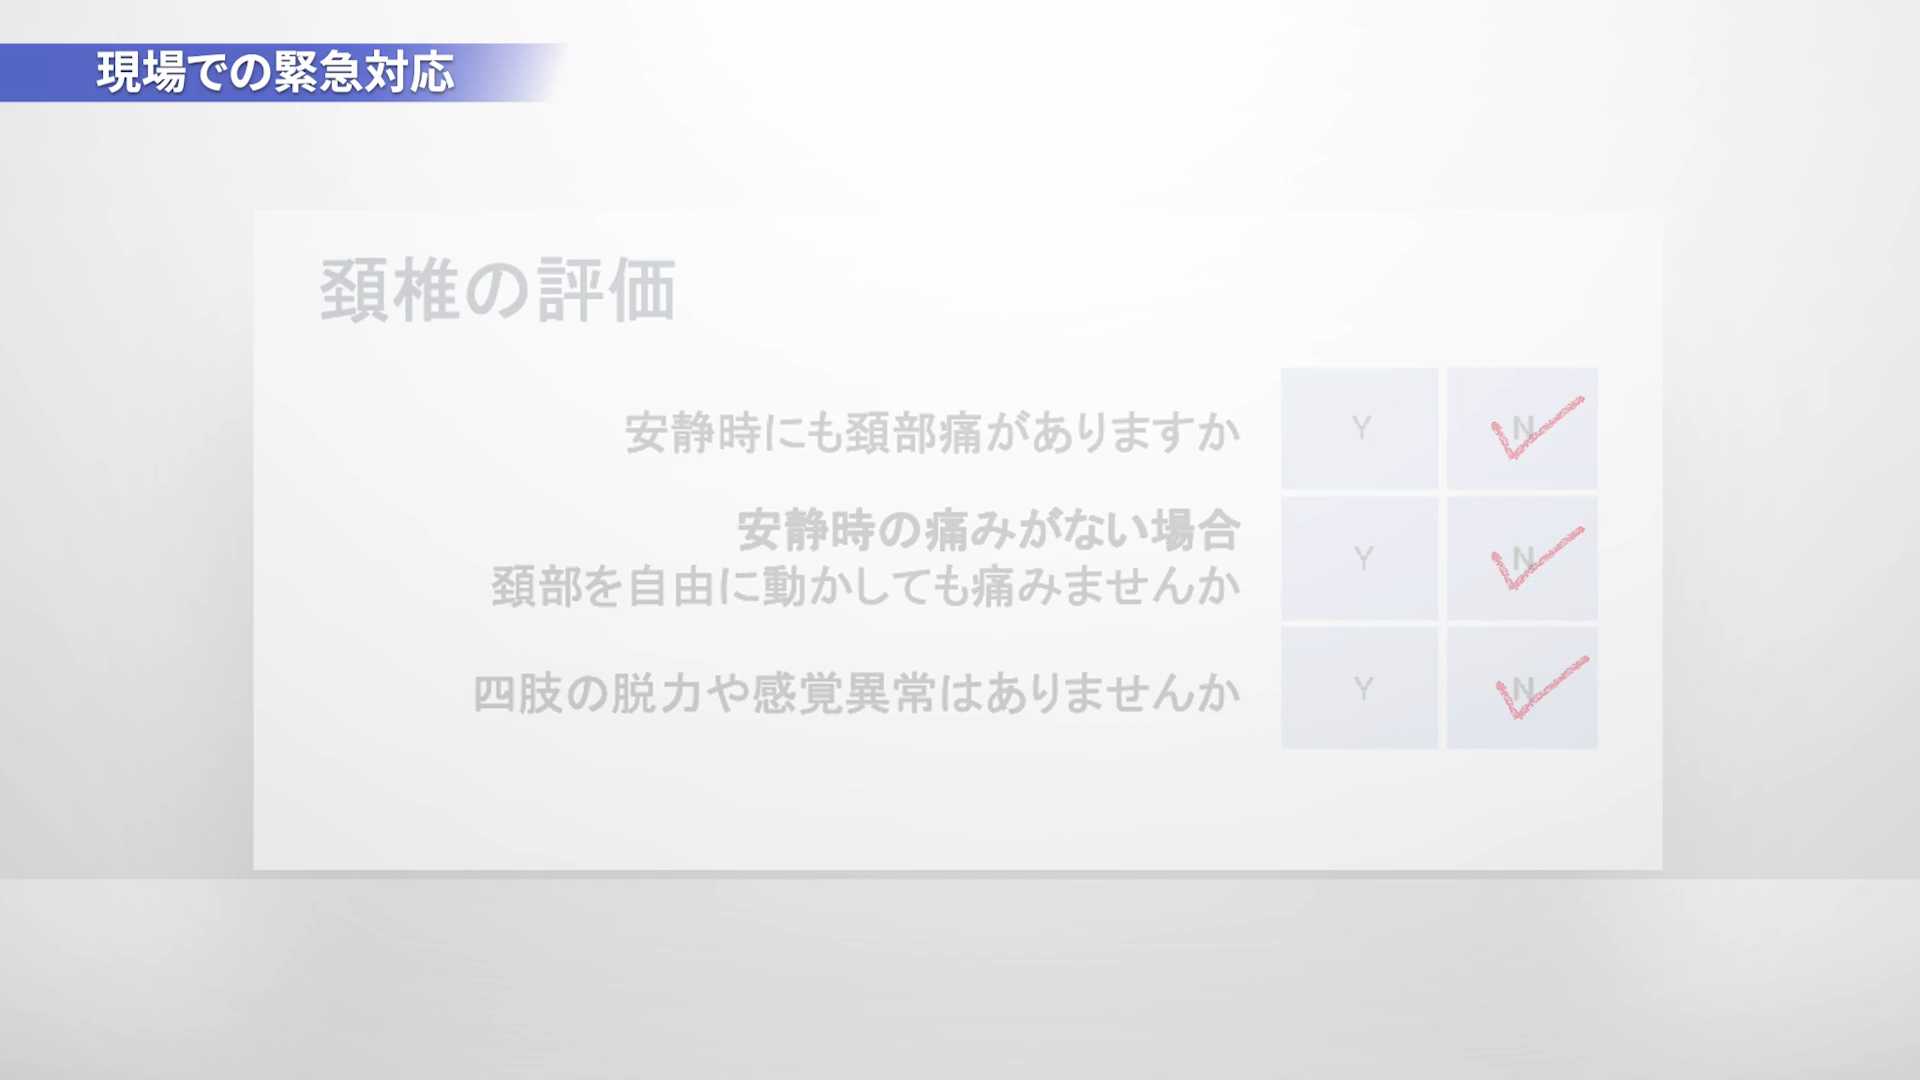 現場での緊急対応
頚椎の評価
安静時にも頚部痛がありますか
Y
N
安静時の痛みがない場合
頚部を自由に動かしても痛みませんか
Y
N
四肢の脱力や感覚異常はありませんか
Y
N